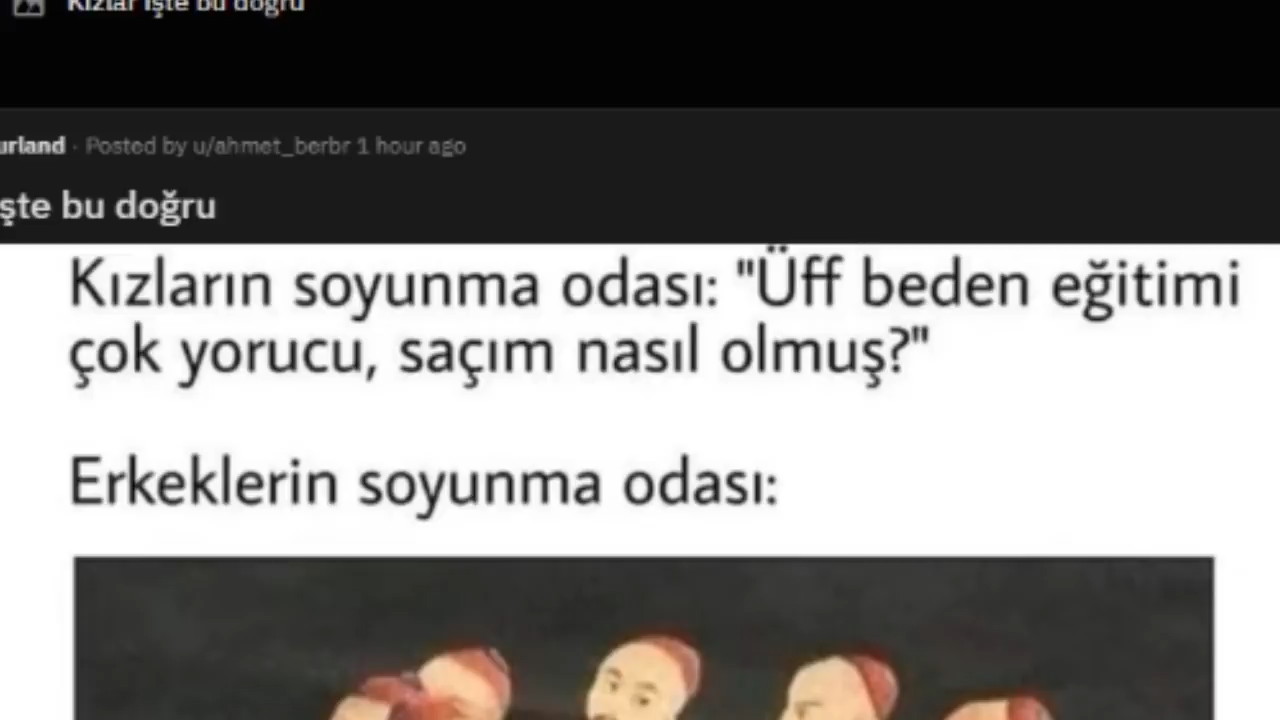 Kızlar işte bu doğru
urland · Posted by u/ahmet_berbr 1 hour ago
şte bu doğru
Kızların soyunma odası: "Üff beden eğitimi
çok yorucu, saçım nasıl olmuş?"
Erkeklerin soyunma odası: